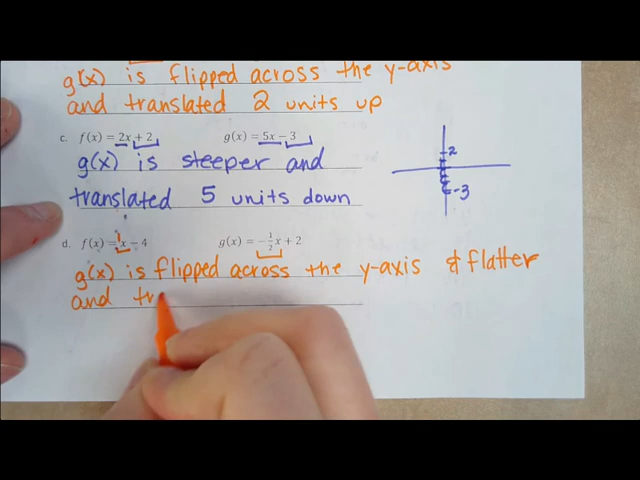 g(x) is flipped across the y-axis
and translated 2 units up
c. f(x) = 2x + 2 g(x) = 5x − 3
g(x) is steeper and
translated 5 units down
2
-3
d. f(x) = x − 4 g(x) = −1/2x + 2
1
g(x) is flipped across the y-axis & flatter
and tr